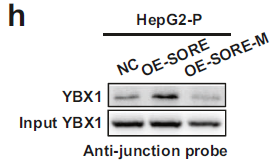 h
HepG2-P
NC OE-SORE OE-SORE-M
YBX1
Input YBX1
Anti-junction probe